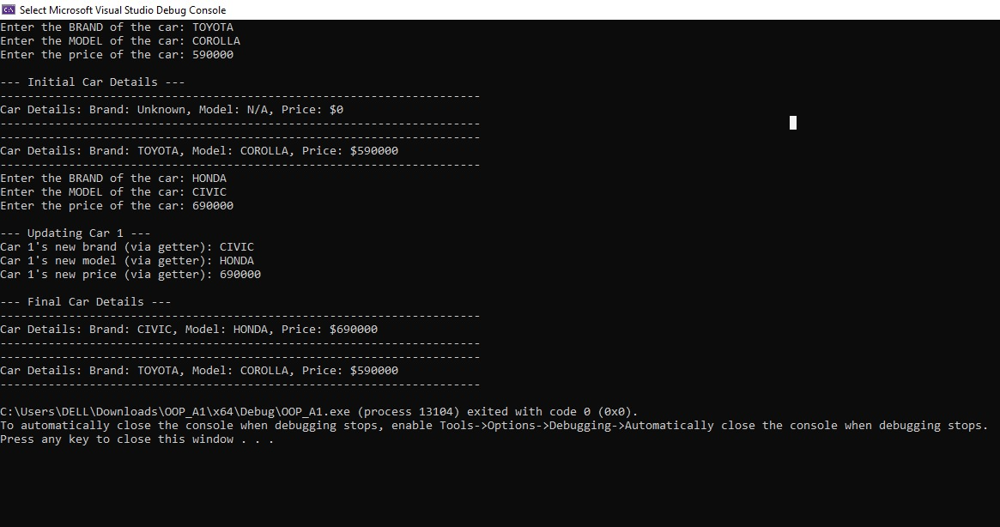 Select Microsoft Visual Studio Debug Console
Enter the BRAND of the car: TOYOTA
Enter the MODEL of the car: COROLLA
Enter the price of the car: 590000
--- Initial Car Details ---
----------------------------------------------------------------------
Car Details: Brand: Unknown, Model: N/A, Price: $0
----------------------------------------------------------------------
----------------------------------------------------------------------
Car Details: Brand: TOYOTA, Model: COROLLA, Price: $590000
----------------------------------------------------------------------
Enter the BRAND of the car: HONDA
Enter the MODEL of the car: CIVIC
Enter the price of the car: 690000
--- Updating Car 1 ---
Car 1's new brand (via getter): CIVIC
Car 1's new model (via getter): HONDA
Car 1's new price (via getter): 690000
--- Final Car Details ---
----------------------------------------------------------------------
Car Details: Brand: CIVIC, Model: HONDA, Price: $690000
----------------------------------------------------------------------
----------------------------------------------------------------------
Car Details: Brand: TOYOTA, Model: COROLLA, Price: $590000
----------------------------------------------------------------------
C:\Users\DELL\Downloads\OOP_A1\x64\Debug\OOP_A1.exe (process 13104) exited with code 0 (0x0).
To automatically close the console when debugging stops, enable Tools->Options->Debugging->Automatically close the console when debugging stops.
Press any key to close this window . . .